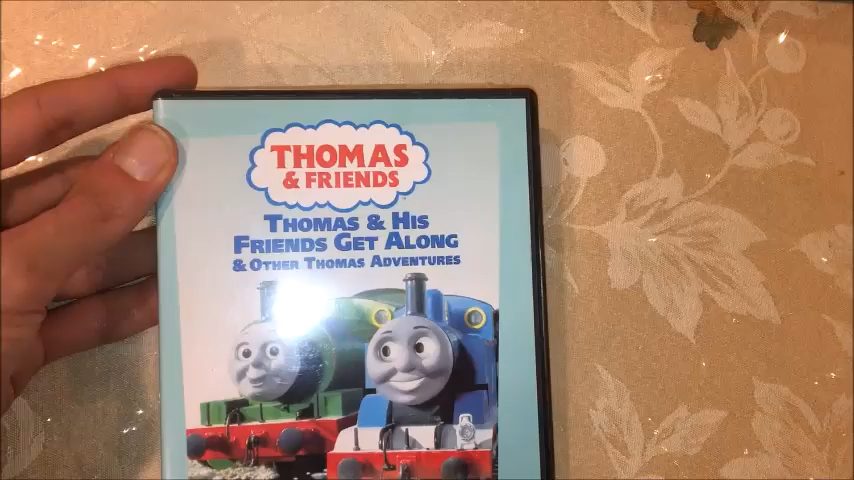 THOMAS
& FRIENDS
THOMAS & HIS
FRIENDS GET ALONG
& OTHER THOMAS ADVENTURES